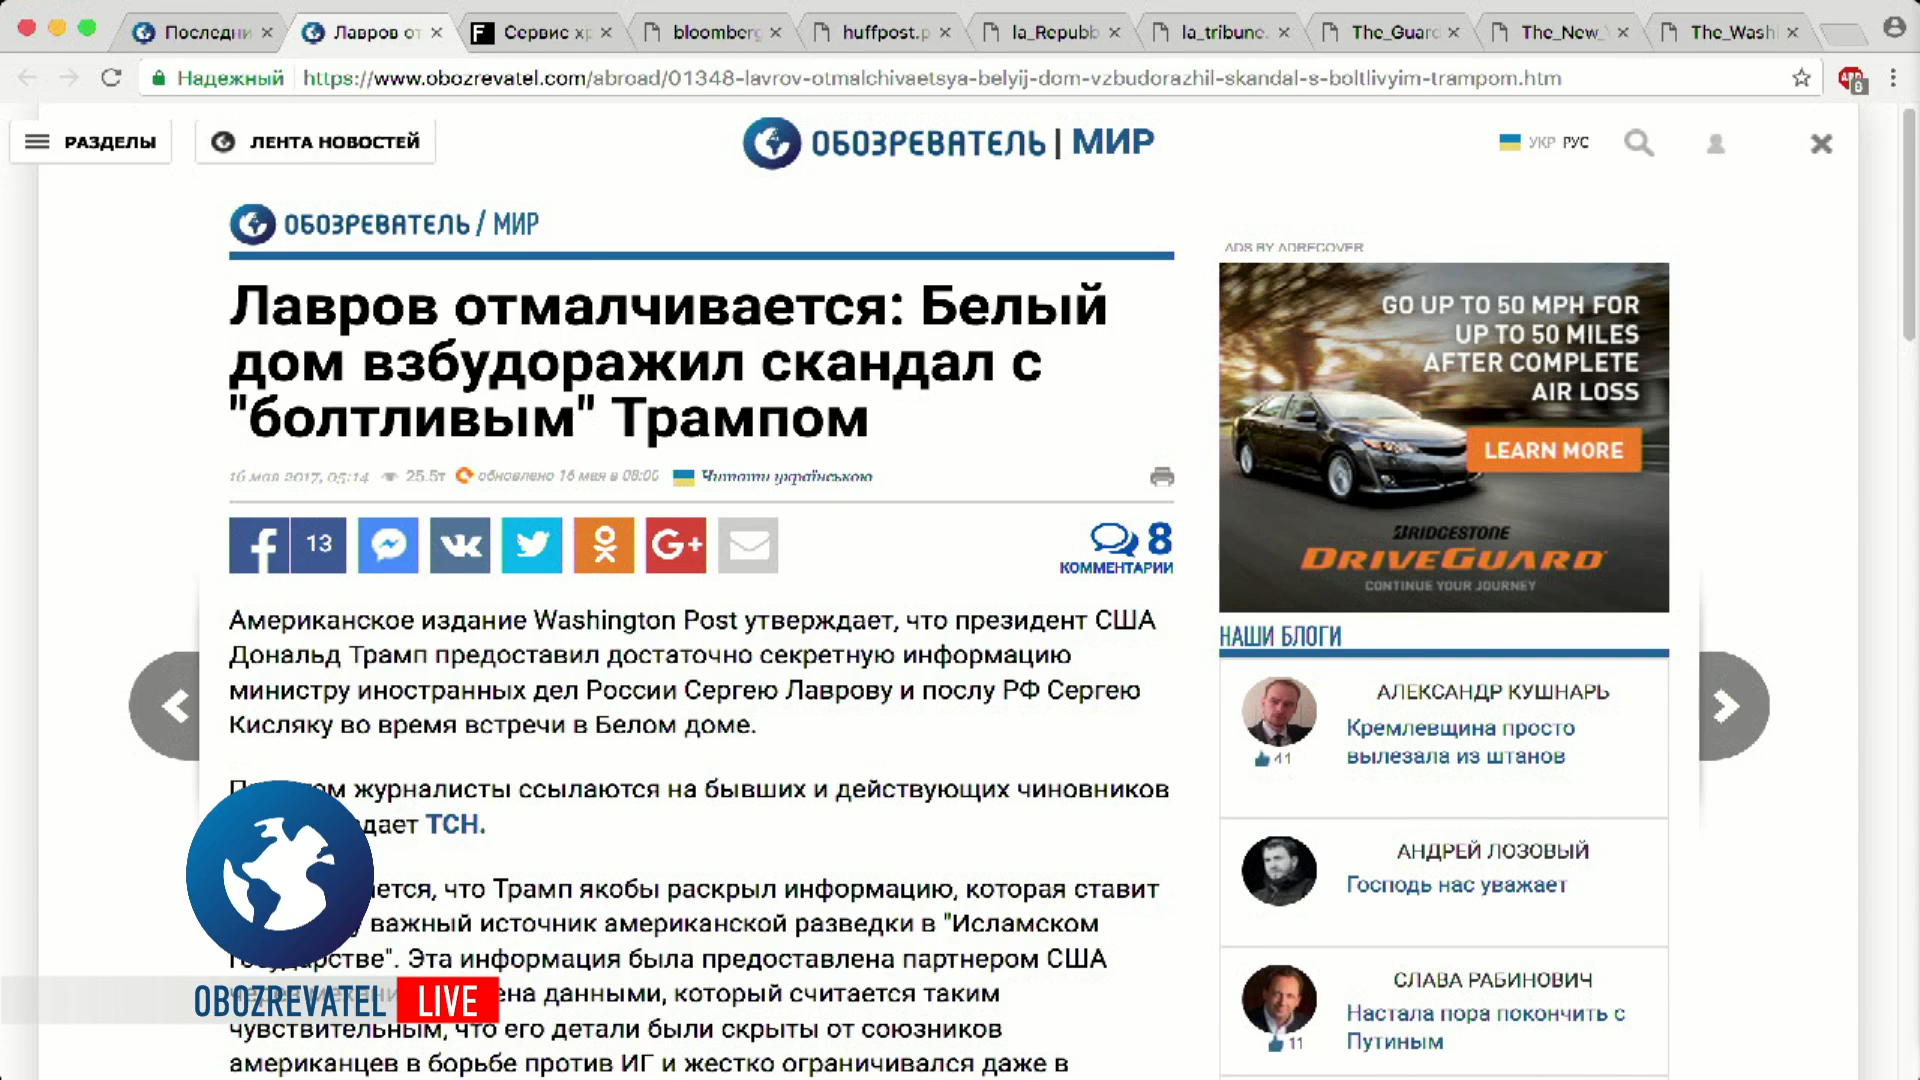 Последни
Лавров от
Сервис хр
bloomberg
huffpost.p
la_Repubb
la_tribune.
The_Guard
The_New_Y
The_Wash
Надежный
https://www.obozrevatel.com/abroad/01348-lavrov-otmalchivaetsya-belyij-dom-vzbudorazhil-skandal-s-boltlivyim-trampom.htm
ABP
8
РАЗДЕЛЫ
ЛЕНТА НОВОСТЕЙ
ОБОЗРЕВАТЕЛЬ | МИР
УКР РУС
ОБОЗРЕВАТЕЛЬ / МИР
Лавров отмалчивается: Белый
дом взбудоражил скандал с
"болтливым" Трампом
16 мая 2017, 05:14 25.5т обновлено 16 мая в 08:00 Читати українською
13
G+
8
КОММЕНТАРИИ
Американское издание Washington Post утверждает, что президент США
Дональд Трамп предоставил достаточно секретную информацию
министру иностранных дел России Сергею Лаврову и послу РФ Сергею
Кисляку во время встречи в Белом доме.
ом журналисты ссылаются на бывших и действующих чиновников
дает ТСН.
ется, что Трамп якобы раскрыл информацию, которая ставит
важный источник американской разведки в "Исламском
Государстве". Эта информация была предоставлена партнером США
ена данными, который считается таким
чувствительным, что его детали были скрыты от союзников
американцев в борьбе против ИГ и жестко ограничивался даже в
OBOZREVATEL LIVE
ADS BY ADRECOVER
GO UP TO 50 MPH FOR
UP TO 50 MILES
AFTER COMPLETE
AIR LOSS
LEARN MORE
BRIDGESTONE
DRIVEGUARD
CONTINUE YOUR JOURNEY
НАШИ БЛОГИ
АЛЕКСАНДР КУШНАРЬ
Кремлевщина просто
вылезала из штанов
41
АНДРЕЙ ЛОЗОВЫЙ
Господь нас уважает
СЛАВА РАБИНОВИЧ
Настала пора покончить с
Путиным
11